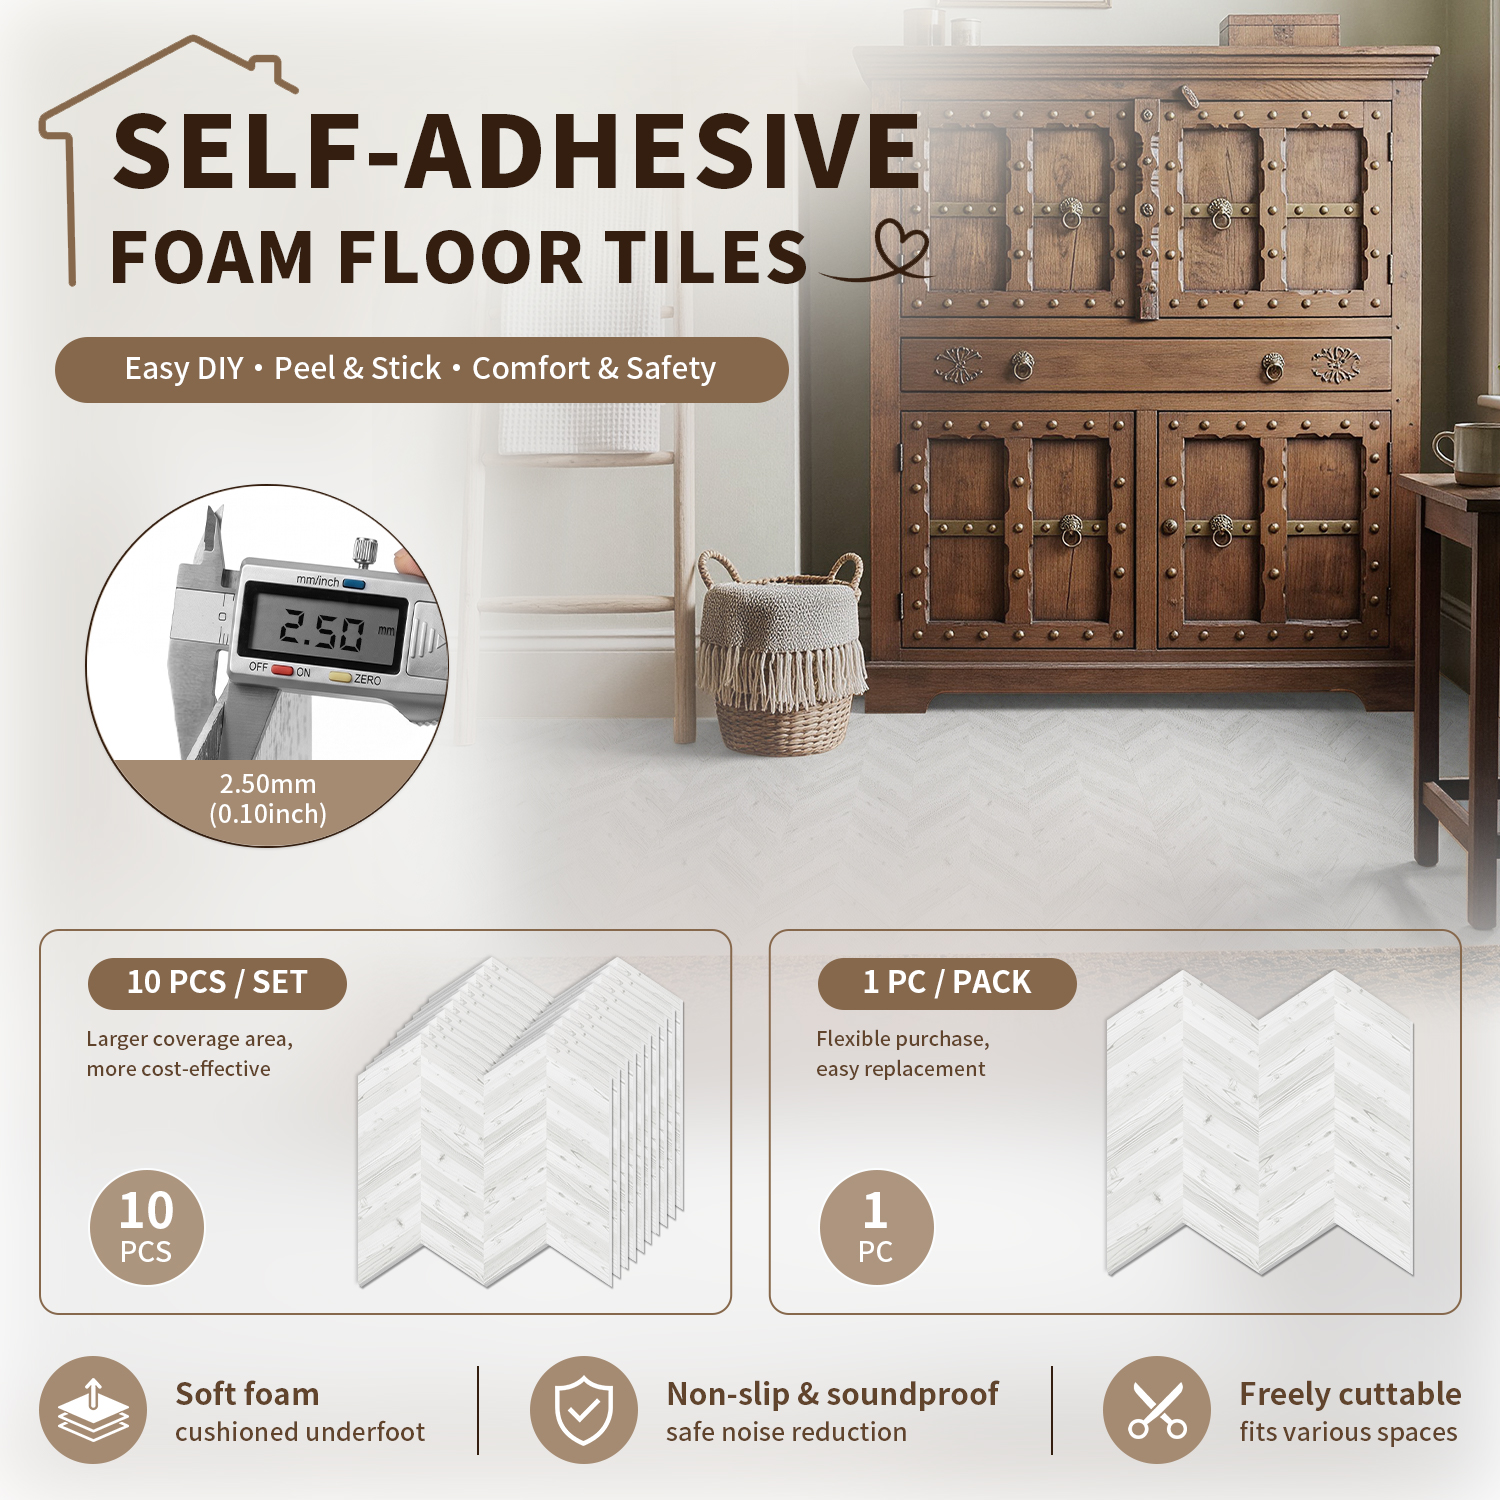 SELF-ADHESIVE
FOAM FLOOR TILES
Easy DIY • Peel & Stick • Comfort & Safety
mm/inch
0
2.50 mm
OFF ON ZERO
2.50mm
(0.10inch)
10 PCS / SET
Larger coverage area,
more cost-effective
10
PCS
1 PC / PACK
Flexible purchase,
easy replacement
1
PC
Soft foam
cushioned underfoot
Non-slip & soundproof
safe noise reduction
Freely cuttable
fits various spaces